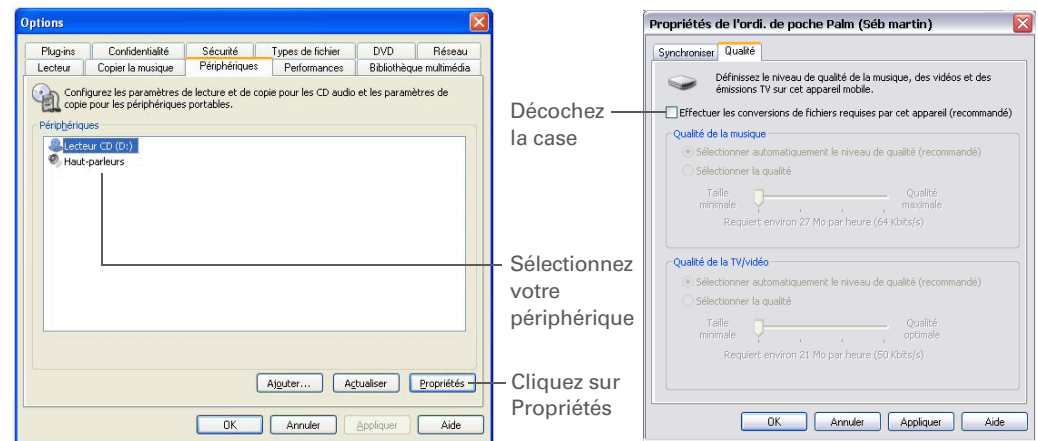 Options
Plug-ins Confidentialité Sécurité Types de fichier DVD Réseau
Lecteur Copier la musique Périphériques Performances Bibliothèque multimédia
Configurez les paramètres de lecture et de copie pour les CD audio et les paramètres de
copie pour les périphériques portables.
Périphériques
Lecteur CD (D:)
Haut-parleurs
Ajouter... Actualiser Propriétés
OK Annuler Appliquer Aide
Décochez
la case
Sélectionnez
votre
périphérique
Cliquez sur
Propriétés
Propriétés de l'ordi. de poche Palm (Séb martin)
Synchroniser Qualité
Définissez le niveau de qualité de la musique, des vidéos et des
émissions TV sur cet appareil mobile.
Effectuer les conversions de fichiers requises par cet appareil (recommandé)
Qualité de la musique
Sélectionner automatiquement le niveau de qualité (recommandé)
Sélectionner la qualité
Taille Qualité
minimale maximale
Requiert environ 27 Mo par heure (64 Kbits/s)
Qualité de la TV/vidéo
Sélectionner automatiquement le niveau de qualité (recommandé)
Sélectionner la qualité
Taille Qualité
minimale optimale
Requiert environ 21 Mo par heure (50 Kbits/s)
OK Annuler Appliquer Aide